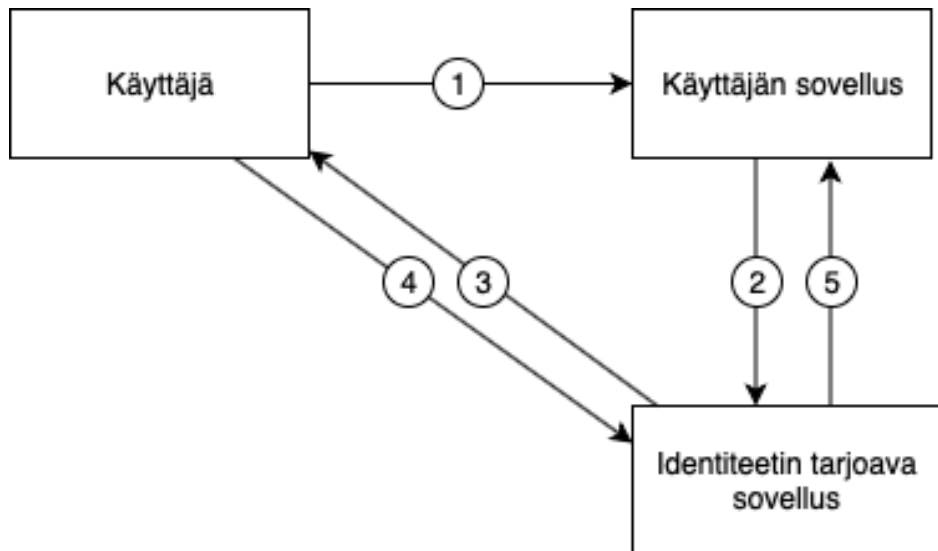 Käyttäjä
1
Käyttäjän sovellus
4
3
2
5
Identiteetin tarjoava
sovellus